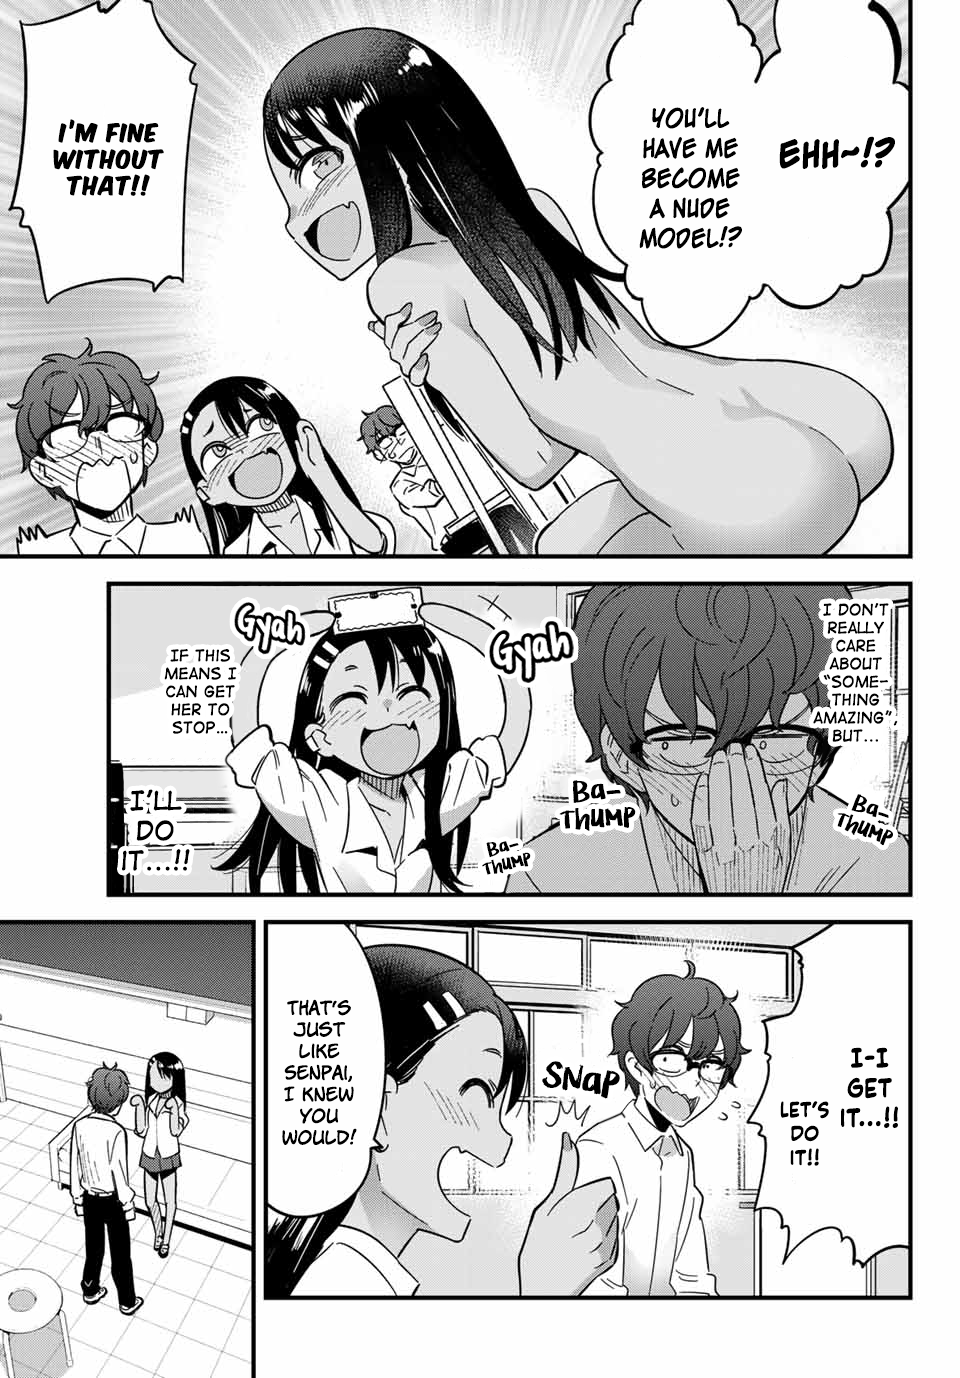 EHH~!?
YOU'LL
HAVE ME
BECOME
A NUDE
MODEL!?
I'M FINE
WITHOUT
THAT!!
I DON'T
REALLY
CARE
ABOUT
"SOME-
THING
AMAZING",
BUT...
Ba-
Thump
Ba-
Thump
Ba-
Thump
Gyah
Gyah
IF THIS
MEANS I
CAN GET
HER TO
STOP...
I'LL
DO
IT...!!
I-I
GET
IT...!!
LET'S
DO
IT!!
SNAP
THAT'S
JUST
LIKE
SENPAI,
I KNEW
YOU
WOULD!